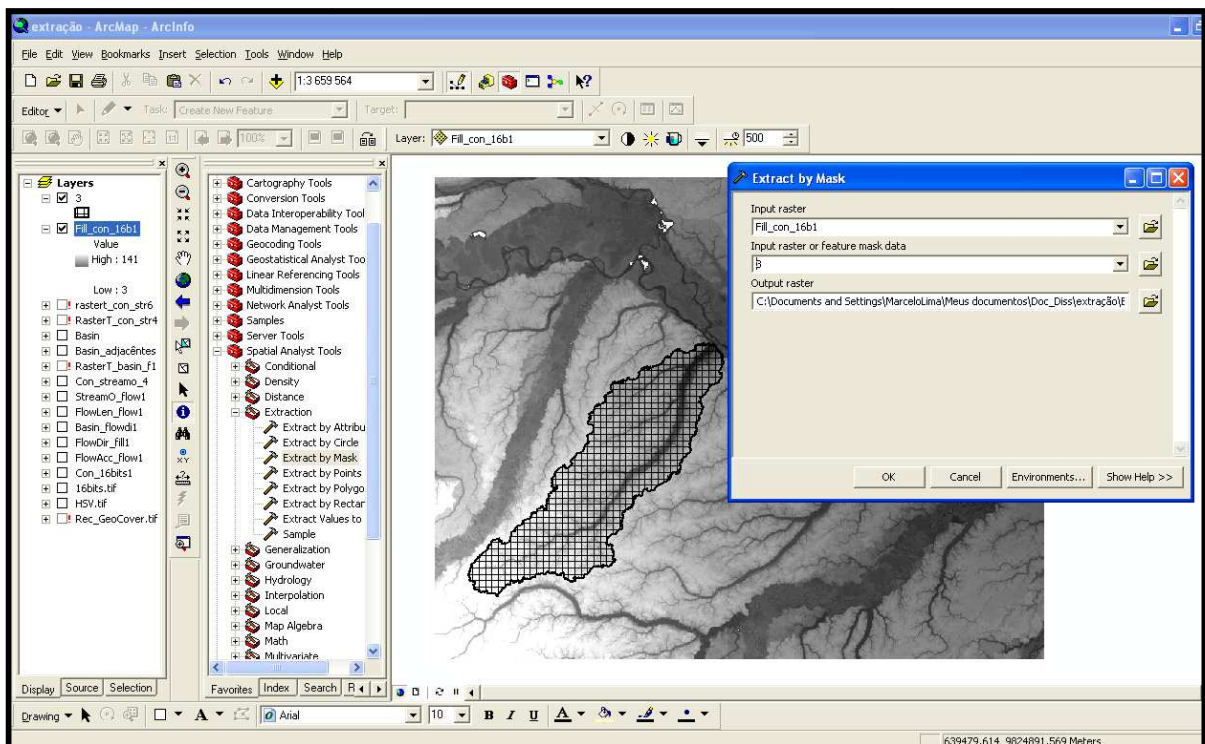 extração - ArcMap - ArcInfo
File Edit View Bookmarks Insert Selection Tools Window Help
1:3 659 564
Editor Task: Create New Feature Target:
100% Layer: Fill_con_16b1 500
Layers
3
Fill_con_16b1
Value
High : 141
Low : 3
rastert_con_str6
RasterT_con_str4
Basin
Basin_adjacêntes
RasterT_basin_f1
Con_streamo_4
StreamO_flow1
FlowLen_flow1
Basin_flowdi1
FlowDir_fill1
FlowAcc_flow1
Con_16bits1
16bits.tif
HSV.tif
Rec_GeoCover.tif
Display Source Selection
Cartography Tools
Conversion Tools
Data Interoperability Tool
Data Management Tools
Geocoding Tools
Geostatistical Analyst Too
Linear Referencing Tools
Multidimension Tools
Network Analyst Tools
Samples
Server Tools
Spatial Analyst Tools
Conditional
Density
Distance
Extraction
Extract by Attribu
Extract by Circle
Extract by Mask
Extract by Points
Extract by Polygo
Extract by Rectar
Extract Values to
Sample
Generalization
Groundwater
Hydrology
Interpolation
Local
Map Algebra
Math
Multivariate
Favorites Index Search R
Extract by Mask
Input raster
Fill_con_16b1
Input raster or feature mask data
3
Output raster
C:\Documents and Settings\MarceloLima\Meus documentos\Doc_Diss\extração\E
OK Cancel Environments... Show Help >>
Drawing A Arial 10 B I U A
639479,614 9824891,569 Meters